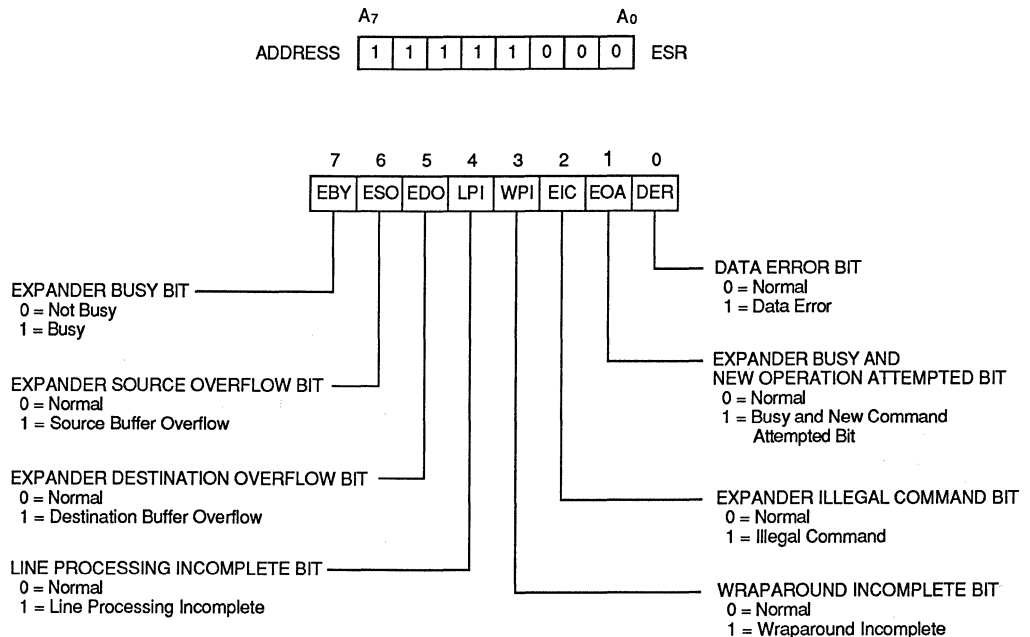 A7 A0
ADDRESS 1 1 1 1 1 0 0 0 ESR
7 6 5 4 3 2 1 0
EBY ESO EDO LPI WPI EIC EOA DER
EXPANDER BUSY BIT
0 = Not Busy
1 = Busy
EXPANDER SOURCE OVERFLOW BIT
0 = Normal
1 = Source Buffer Overflow
EXPANDER DESTINATION OVERFLOW BIT
0 = Normal
1 = Destination Buffer Overflow
LINE PROCESSING INCOMPLETE BIT
0 = Normal
1 = Line Processing Incomplete
DATA ERROR BIT
0 = Normal
1 = Data Error
EXPANDER BUSY AND
NEW OPERATION ATTEMPTED BIT
0 = Normal
1 = Busy and New Command
Attempted Bit
EXPANDER ILLEGAL COMMAND BIT
0 = Normal
1 = Illegal Command
WRAPAROUND INCOMPLETE BIT
0 = Normal
1 = Wraparound Incomplete